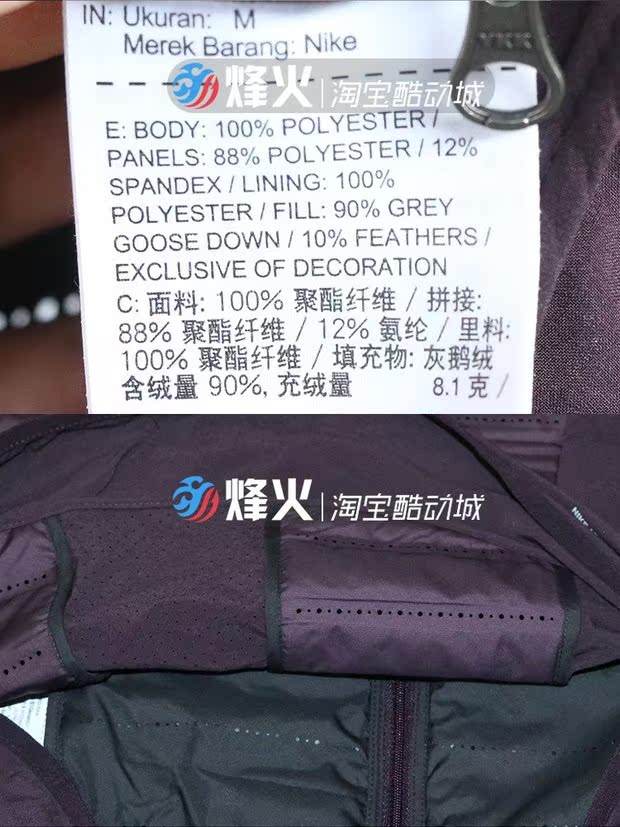 IN: Ukuran: M
Merek Barang: Nike
烽火 | 淘宝酷动城
E: BODY: 100% POLYESTER /
PANELS: 88% POLYESTER / 12%
SPANDEX / LINING: 100%
POLYESTER / FILL: 90% GREY
GOOSE DOWN / 10% FEATHERS /
EXCLUSIVE OF DECORATION
C: 面料: 100% 聚酯纤维 / 拼接:
88% 聚酯纤维 / 12% 氨纶 / 里料:
100% 聚酯纤维 / 填充物: 灰鹅绒
含绒量 90%, 充绒量 8.1 克 /
烽火 | 淘宝酷动城
NIKE